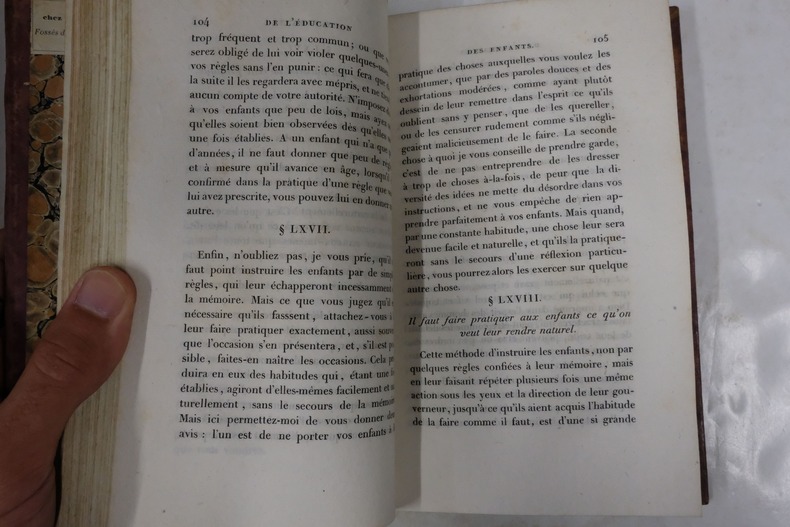 chez
Fossés d
104 DE L'ÉDUCATION
trop fréquent et trop commun; ou
serez obligé de lui voir violer quelques-unes
vos règles sans l'en punir: ce qui fera que
la suite il les regardera avec mépris, et ne
aucun compte de votre autorité. N'imposez
à vos enfants que peu de lois, mais ayez
qu'elles soient bien observées dès qu'elles
une fois établies. A un enfant qui n'a que
d'années, il ne faut donner que peu de
et à mesure qu'il avance en âge, lorsqu'il
confirmé dans la pratique d'une règle que
lui avez prescrite, vous pouvez lui en donner
autre.
§ LXVII.
Enfin, n'oubliez pas, je vous prie, qu'il
faut point instruire les enfants par de
règles, qui leur échapperont incessamment
la mémoire. Mais ce que vous jugez qu'il
nécessaire qu'ils fasssent, attachez-vous à
leur faire pratiquer exactement, aussi
que l'occasion s'en présentera, et, s'il est
sible, faites-en naître les occasions. Cela
duira en eux des habitudes qui, étant une
établies, agiront d'elles-mêmes facilement et
turellement, sans le secours de la mémoire
Mais ici permettez-moi de vous donner
avis: l'un est de ne porter vos enfants à
DES ENFANTS. 105
pratique des choses auxquelles vous voulez les
accoutumer, que par des paroles douces et des
exhortations modérées, comme ayant plutôt
dessein de leur remettre dans l'esprit ce qu'ils
oublient sans y penser, que de les quereller,
ou de les censurer rudement comme s'ils négli-
geaient malicieusement de le faire. La seconde
chose à quoi je vous conseille de prendre garde,
c'est de ne pas entreprendre de les dresser
à trop de choses à-la-fois, de peur que la di-
versité des idées ne mette du désordre dans vos
instructions, et ne vous empêche de rien ap-
prendre parfaitement à vos enfants. Mais quand,
par une constante habitude, une chose leur sera
devenue facile et naturelle, et qu'ils la pratique-
ront sans le secours d'une réflexion particu-
lière, vous pourrez alors les exercer sur quelque
autre chose.
§ LXVIII.
Il faut faire pratiquer aux enfants ce qu'on
veut leur rendre naturel.
Cette méthode d'instruire les enfants, non par
quelques règles confiées à leur mémoire, mais
en leur faisant répéter plusieurs fois une même
action sous les yeux et la direction de leur gou-
verneur, jusqu'à ce qu'ils aient acquis l'habitude
de la faire comme il faut, est d'une si grande